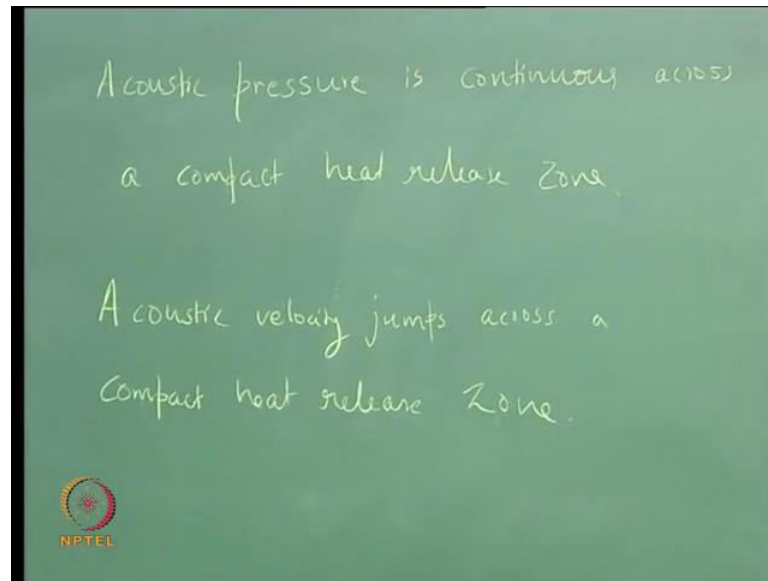 Acoustic pressure is continuous across
a compact heat release zone.
Acoustic velocity jumps across a
compact heat release zone.
NPTEL